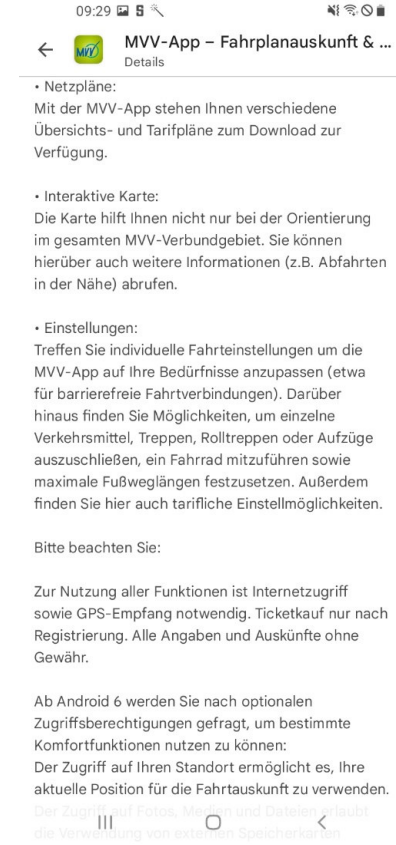 09:29
MVV-App – Fahrplanauskunft & ...
MVV
Details
• Netzpläne:
Mit der MVV-App stehen Ihnen verschiedene
Übersichts- und Tarifpläne zum Download zur
Verfügung.
• Interaktive Karte:
Die Karte hilft Ihnen nicht nur bei der Orientierung
im gesamten MVV-Verbundgebiet. Sie können
hierüber auch weitere Informationen (z.B. Abfahrten
in der Nähe) abrufen.
• Einstellungen:
Treffen Sie individuelle Fahrteinstellungen um die
MVV-App auf Ihre Bedürfnisse anzupassen (etwa
für barrierefreie Fahrtverbindungen). Darüber
hinaus finden Sie Möglichkeiten, um einzelne
Verkehrsmittel, Treppen, Rolltreppen oder Aufzüge
auszuschließen, ein Fahrrad mitzuführen sowie
maximale Fußweglängen festzusetzen. Außerdem
finden Sie hier auch tarifliche Einstellmöglichkeiten.
Bitte beachten Sie:
Zur Nutzung aller Funktionen ist Internetzugriff
sowie GPS-Empfang notwendig. Ticketkauf nur nach
Registrierung. Alle Angaben und Auskünfte ohne
Gewähr.
Ab Android 6 werden Sie nach optionalen
Zugriffsberechtigungen gefragt, um bestimmte
Komfortfunktionen nutzen zu können:
Der Zugriff auf Ihren Standort ermöglicht es, Ihre
aktuelle Position für die Fahrtauskunft zu verwenden.
Der Zugriff auf Fotos, Medien und Dateien erlaubt
die Verwendung von externen Speicherkarten